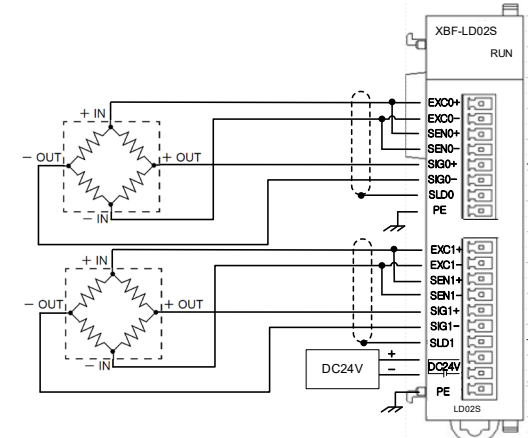 XBF-LD02S
RUN
+ IN
− OUT
+ OUT
− IN
EXC0+
EXC0−
SEN0+
SEN0−
SIG0+
SIG0−
SLD0
PE
+ IN
− OUT
+ OUT
− IN
EXC1+
EXC1−
SEN1+
SEN1−
SIG1+
SIG1−
SLD1
DC24V
+
−
DC24V
PE
LD02S